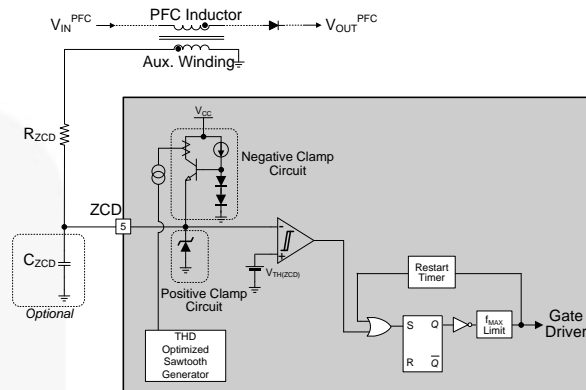 PFC Inductor
V_IN^PFC
V_OUT^PFC
Aux. Winding
R_ZCD
V_CC
Negative Clamp
Circuit
ZCD
5
C_ZCD
Optional
Positive Clamp
Circuit
V_TH(ZCD)
THD
Optimized
Sawtooth
Generator
Restart
Timer
S
Q
R
Q̅
f_MAX
Limit
Gate
Driver